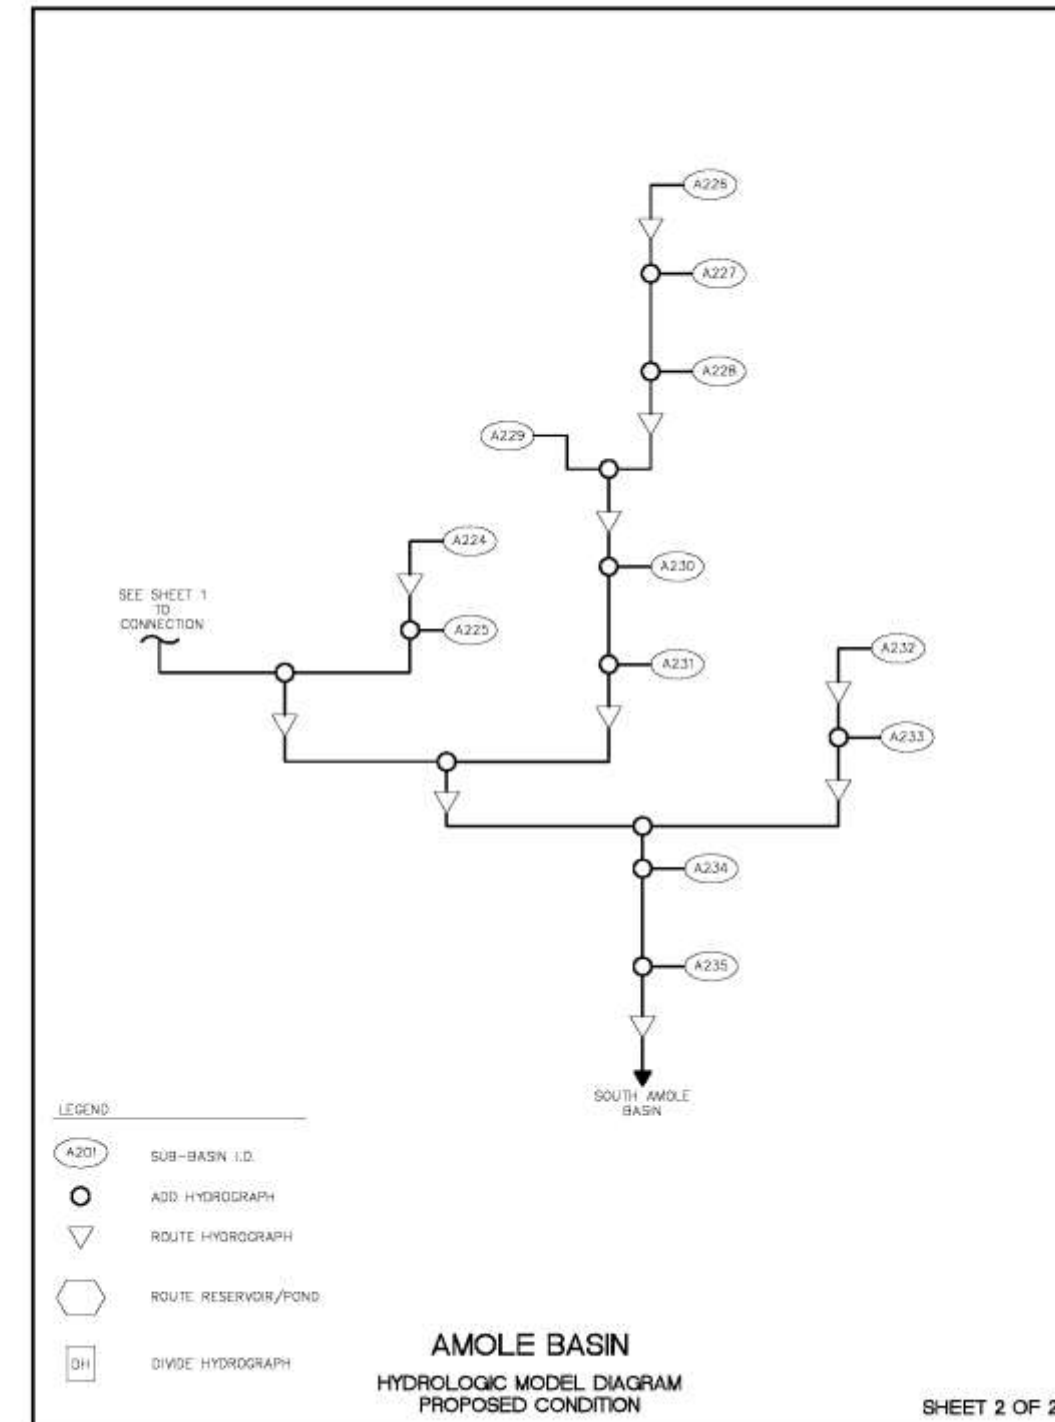 A226
A227
A228
A229
A224
A230
SEE SHEET 1
TO
CONNECTION
A225
A231
A232
A233
A234
A235
SOUTH AMOLE
BASIN
LEGEND
A201
SUB-BASIN I.D.
ADD HYDROGRAPH
ROUTE HYDROGRAPH
ROUTE RESERVOIR/POND
DH
DIVIDE HYDROGRAPH
AMOLE BASIN
HYDROLOGIC MODEL DIAGRAM
PROPOSED CONDITION
SHEET 2 OF 2